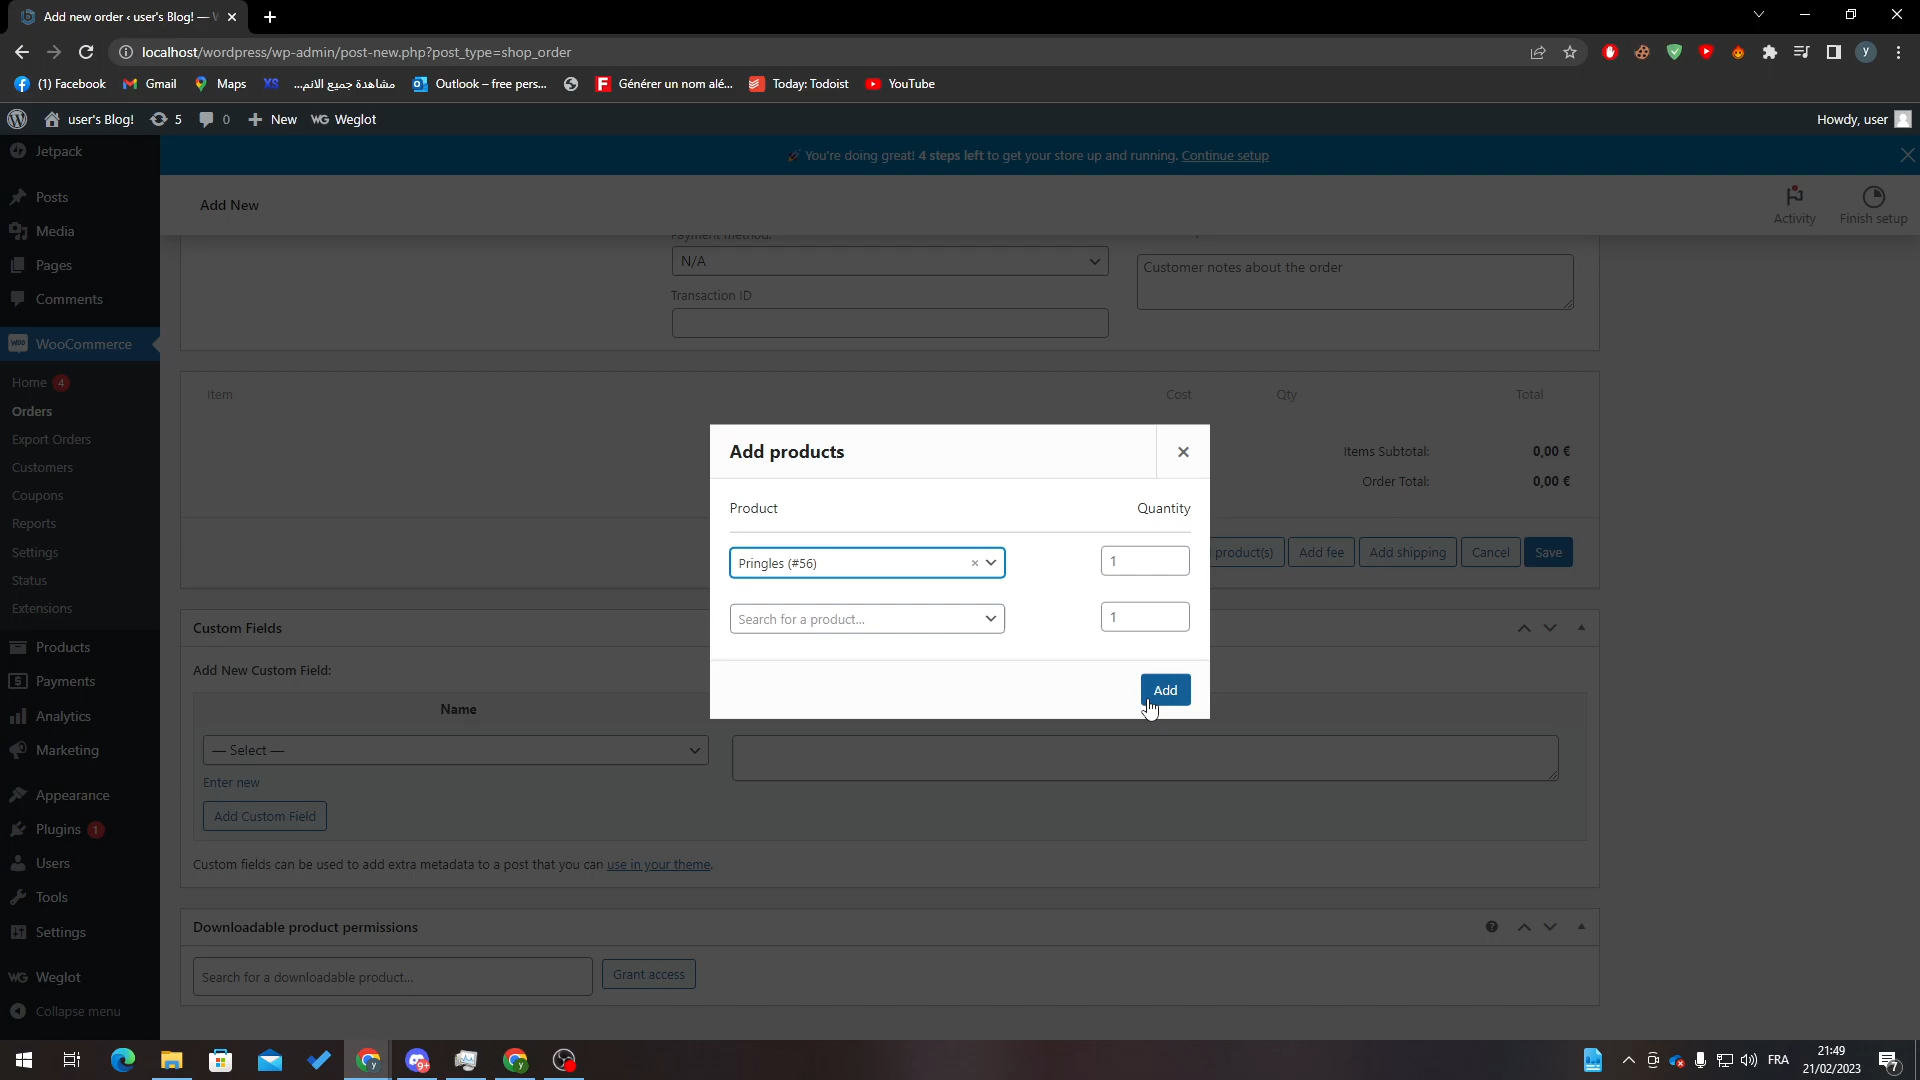 Add new order ‹ user's Blog! — W
localhost/wordpress/wp-admin/post-new.php?post_type=shop_order
y
(1) Facebook
Gmail
Maps
XS
مشاهدة جميع الانم...
Outlook – free pers...
Générer un nom alé...
Today: Todoist
YouTube
user's Blog!
5
0
New
WG Weglot
Howdy, user
Jetpack
You're doing great! 4 steps left to get your store up and running. Continue setup
Posts
Media
Pages
Comments
WooCommerce
Home 4
Orders
Export Orders
Customers
Coupons
Reports
Settings
Status
Extensions
Products
Payments
Analytics
Marketing
Appearance
Plugins 1
Users
Tools
Settings
WG Weglot
Collapse menu
Add New
Activity
Finish setup
Payment method:
N/A
Customer notes about the order
Transaction ID
Item
Cost
Qty
Total
Items Subtotal:
0,00 €
Order Total:
0,00 €
product(s)
Add fee
Add shipping
Cancel
Save
Add products
Product
Quantity
Pringles (#56)
1
Search for a product...
1
Add
Custom Fields
Add New Custom Field:
Name
— Select —
Enter new
Add Custom Field
Custom fields can be used to add extra metadata to a post that you can use in your theme.
Downloadable product permissions
Search for a downloadable product...
Grant access
9+
FRA
21:49
21/02/2023
7